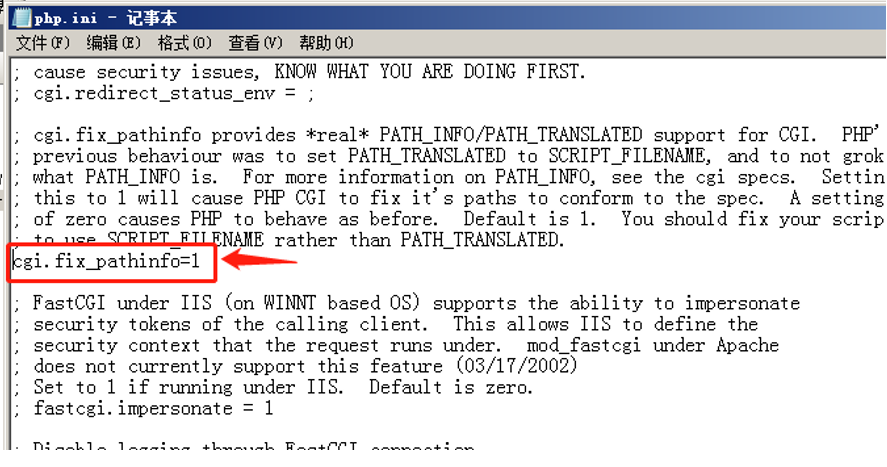 php.ini - 记事本
文件(F) 编辑(E) 格式(O) 查看(V) 帮助(H)
; cause security issues, KNOW WHAT YOU ARE DOING FIRST.
; cgi.redirect_status_env = ;
; cgi.fix_pathinfo provides *real* PATH_INFO/PATH_TRANSLATED support for CGI.  PHP'
; previous behaviour was to set PATH_TRANSLATED to SCRIPT_FILENAME, and to not grok
; what PATH_INFO is.  For more information on PATH_INFO, see the cgi specs.  Settin
; this to 1 will cause PHP CGI to fix it's paths to conform to the spec.  A setting
; of zero causes PHP to behave as before.  Default is 1.  You should fix your scrip
; to use SCRIPT_FILENAME rather than PATH_TRANSLATED.
cgi.fix_pathinfo=1
; FastCGI under IIS (on WINNT based OS) supports the ability to impersonate
; security tokens of the calling client.  This allows IIS to define the
; security context that the request runs under.  mod_fastcgi under Apache
; does not currently support this feature (03/17/2002)
; Set to 1 if running under IIS.  Default is zero.
; fastcgi.impersonate = 1
; Disable logging through FastCGI connection